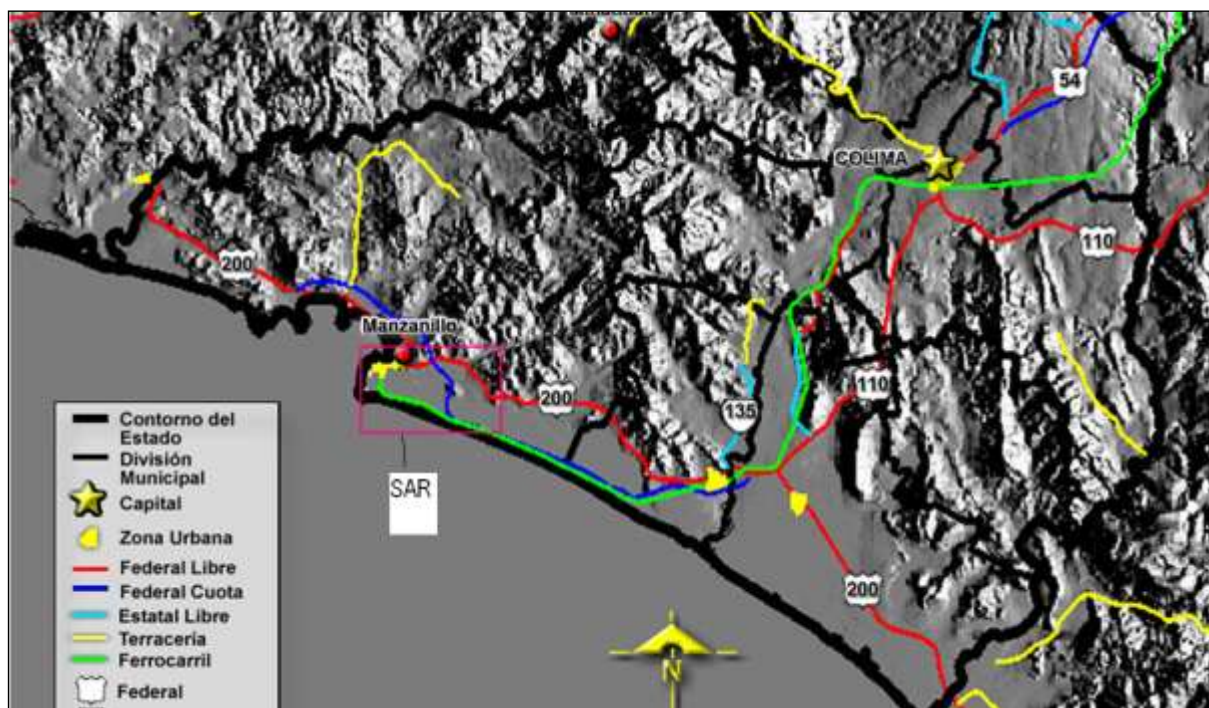 54
COLIMA
200
110
Manzanillo
110
200
135
SAR
200
Contorno del
Estado
División
Municipal
Capital
Zona Urbana
Federal Libre
Federal Cuota
Estatal Libre
Terracería
Ferrocarril
Federal
N